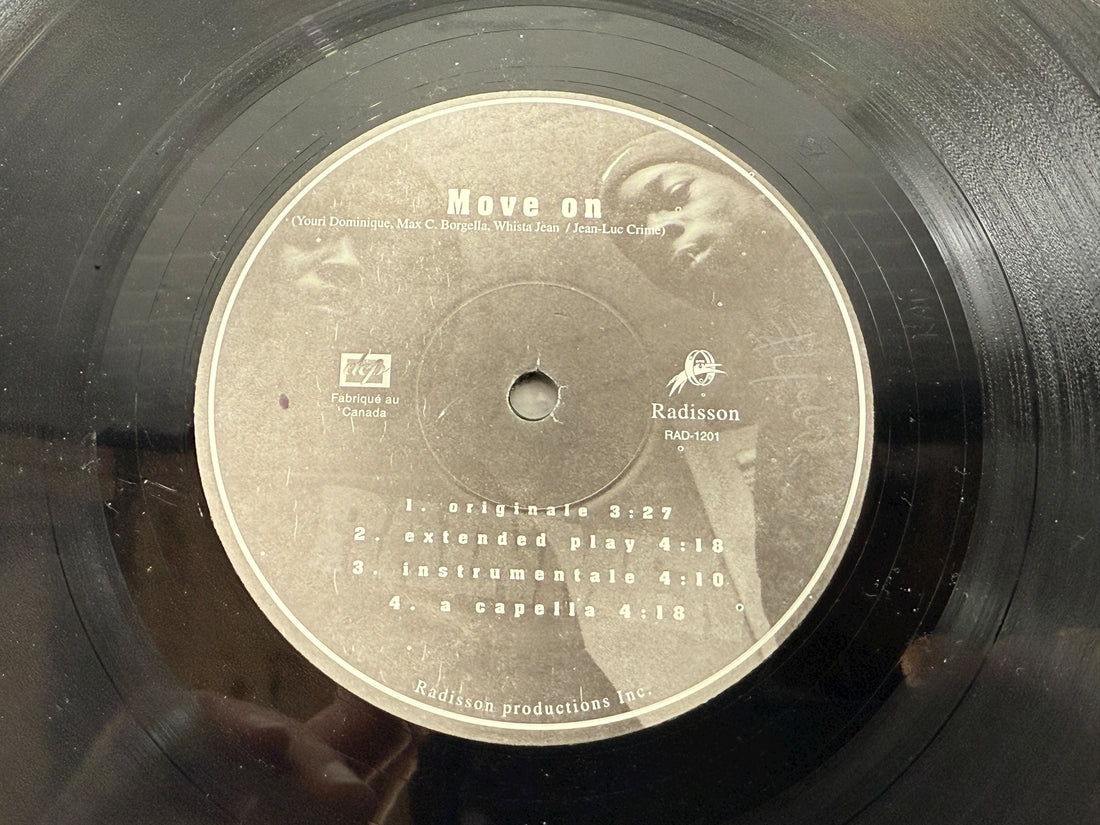 Move on
(Youri Dominique, Max C. Borgella, Whista Jean / Jean-Luc Crime)
Fabriqué au
Canada
Radisson
RAD-1201
1. originale 3:27
2. extended play 4:18
3. instrumentale 4:10
4. a capella 4:18
Radisson productions Inc.